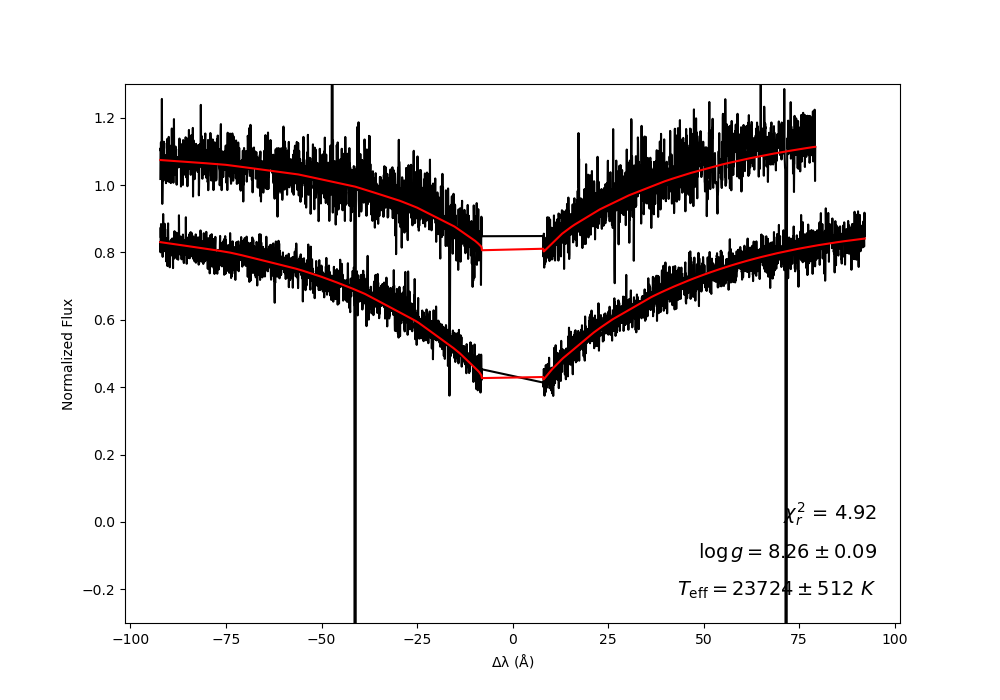 1.2
1.0
0.8
0.6
0.4
0.2
0.0
−0.2
Normalized Flux
χ²ᵣ = 4.92
log g = 8.26 ± 0.09
T_eff = 23724 ± 512 K
−100 −75 −50 −25 0 25 50 75 100
Δλ (Å)